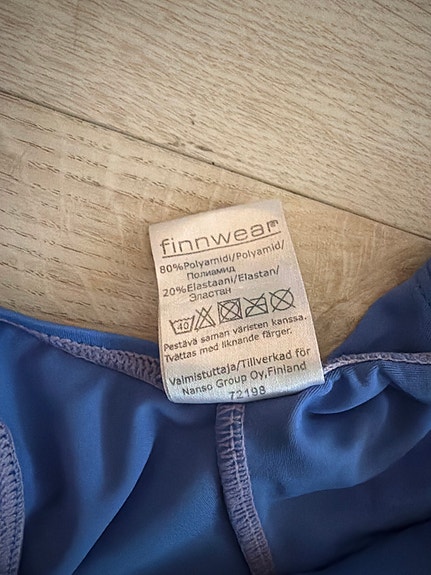 finnwear
80%Polyamidi/Polyamid/
Полиамид
20%Elastaani/Elastan/
Эластан
40
Pestävä saman väristen kanssa.
Tvättas med liknande färger.
Valmistuttaja/Tillverkad för
Nanso Group Oy,Finland
72198